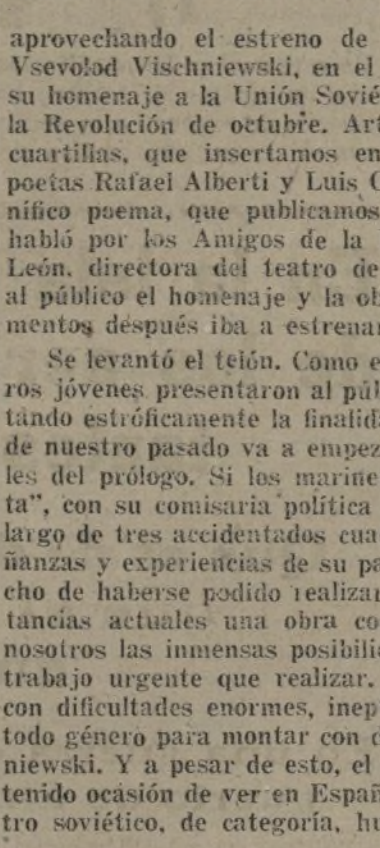 aprovechando el estreno de
Vsevolod Vischniewski, en el
su homenaje a la Unión Sovié
la Revolución de octubre. Art
cuartillas, que insertamos en
poetas Rafael Alberti y Luis C
nífico poema, que publicamos
habló por los Amigos de la
León, directora del teatro de
al público el homenaje y la ob
mentos después iba a estrenar
Se levantó el telón. Como e
ros jóvenes presentaron al púl
tando estróficamente la finalid
de nuestro pasado va a empez
les del prólogo. Si los marine
ta", con su comisaria política
largo de tres accidentados cua
ñanzas y experiencias de su pa
cho de haberse podido realizar
tancias actuales una obra co
nosotros las inmensas posibili
trabajo urgente que realizar.
con dificultades enormes, inep
todo género para montar con d
niewski. Y a pesar de esto, el
tenido ocasión de ver en Españ
tro soviético, de categoría, hu